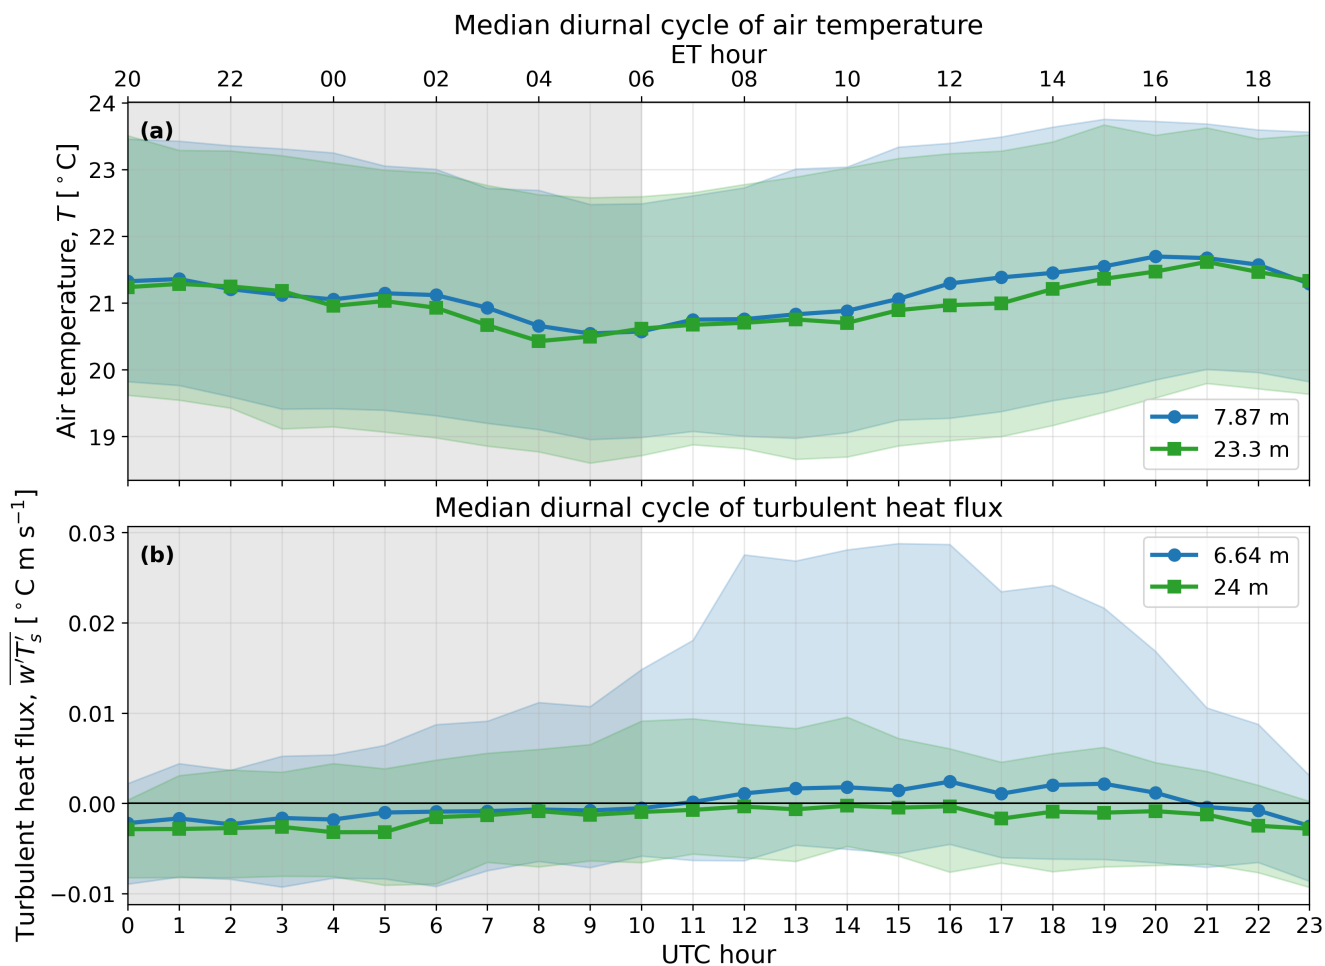 Median diurnal cycle of air temperature
ET hour
20 22 00 02 04 06 08 10 12 14 16 18
(a)
24
23
22
21
20
19
Air temperature, T [°C]
7.87 m
23.3 m
Median diurnal cycle of turbulent heat flux
(b)
0.03
0.02
0.01
0.00
−0.01
Turbulent heat flux, w′T′s [°C m s−1]
6.64 m
24 m
0 1 2 3 4 5 6 7 8 9 10 11 12 13 14 15 16 17 18 19 20 21 22 23
UTC hour